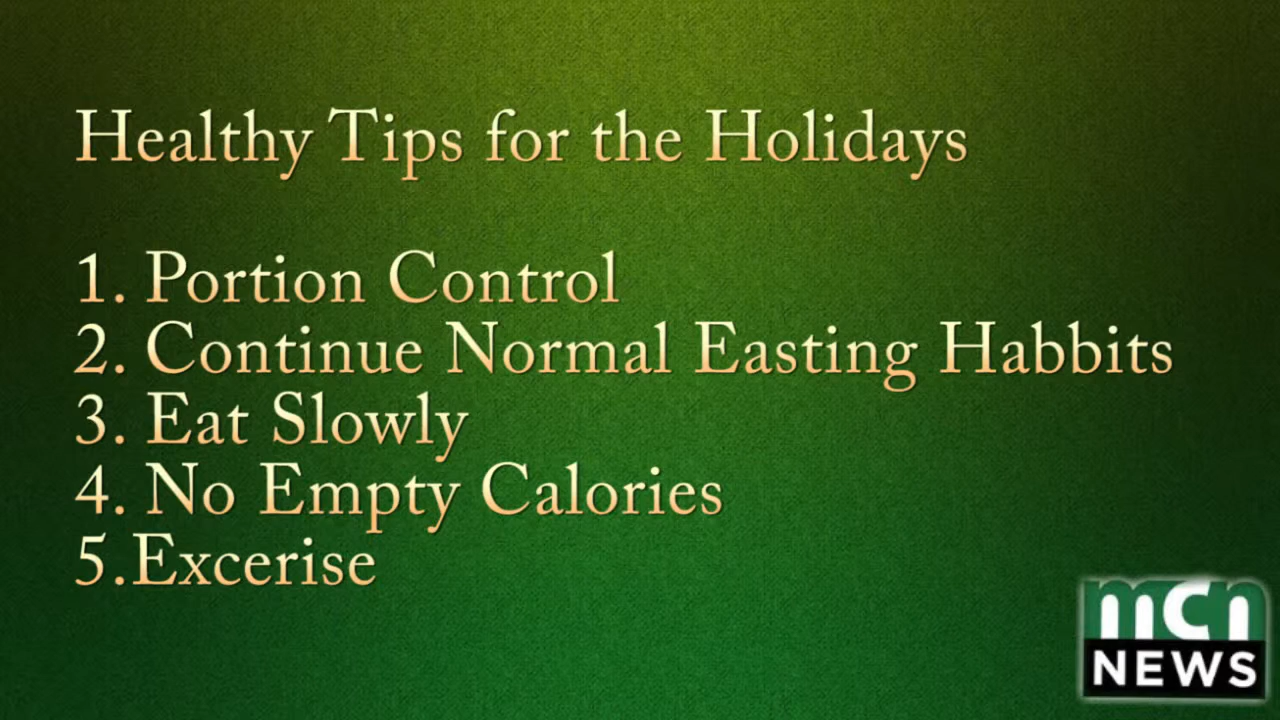 Healthy Tips for the Holidays
1. Portion Control
2. Continue Normal Easting Habbits
3. Eat Slowly
4. No Empty Calories
5.Excerise
mcn
NEWS